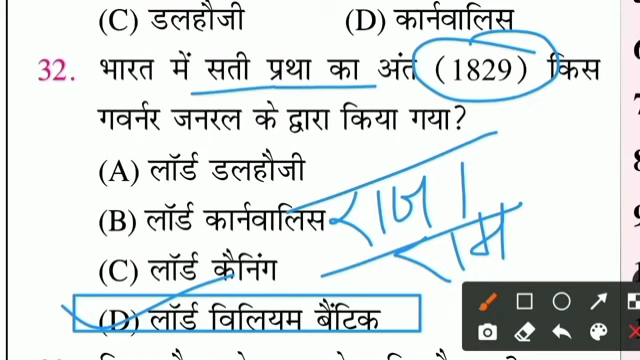 (C) डलहौजी (D) कार्नवालिस
32. भारत में सती प्रथा का अंत (1829) किस
गवर्नर जनरल के द्वारा किया गया?
(A) लॉर्ड डलहौजी
(B) लॉर्ड कार्नवालिस
राजा
राम
(C) लॉर्ड कैनिंग
(D) लॉर्ड विलियम बैंटिक